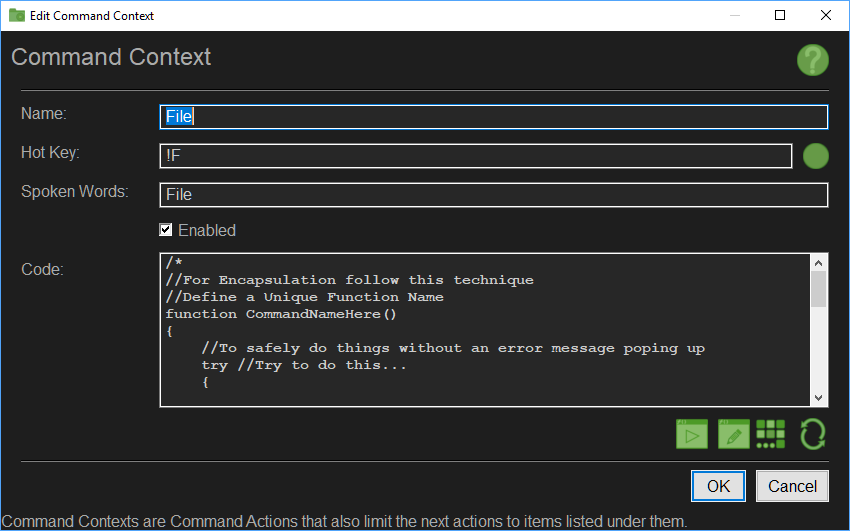 Edit Command Context
Command Context
?
Name:
File
Hot Key:
!F
Spoken Words:
File
Enabled
Code:
/*
//For Encapsulation follow this technique
//Define a Unique Function Name
function CommandNameHere()
{
//To safely do things without an error message poping up
try //Try to do this...
{
OK
Cancel
Command Contexts are Command Actions that also limit the next actions to items listed under them.